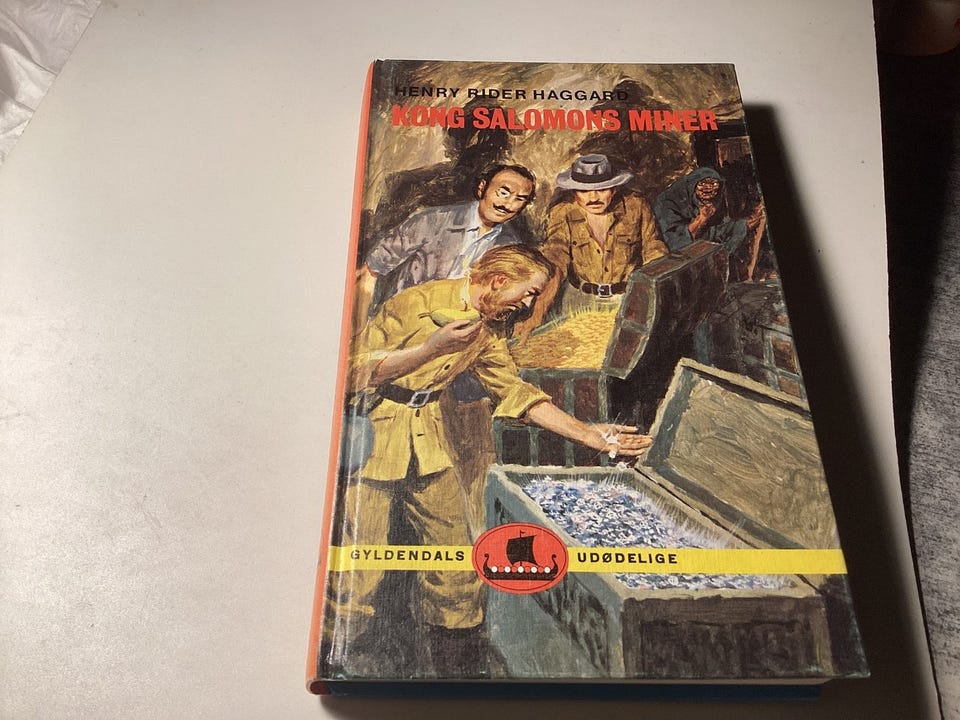 HENRY RIDER HAGGARD
KONG SALOMONS MINER
GYLDENDALS UDØDELIGE